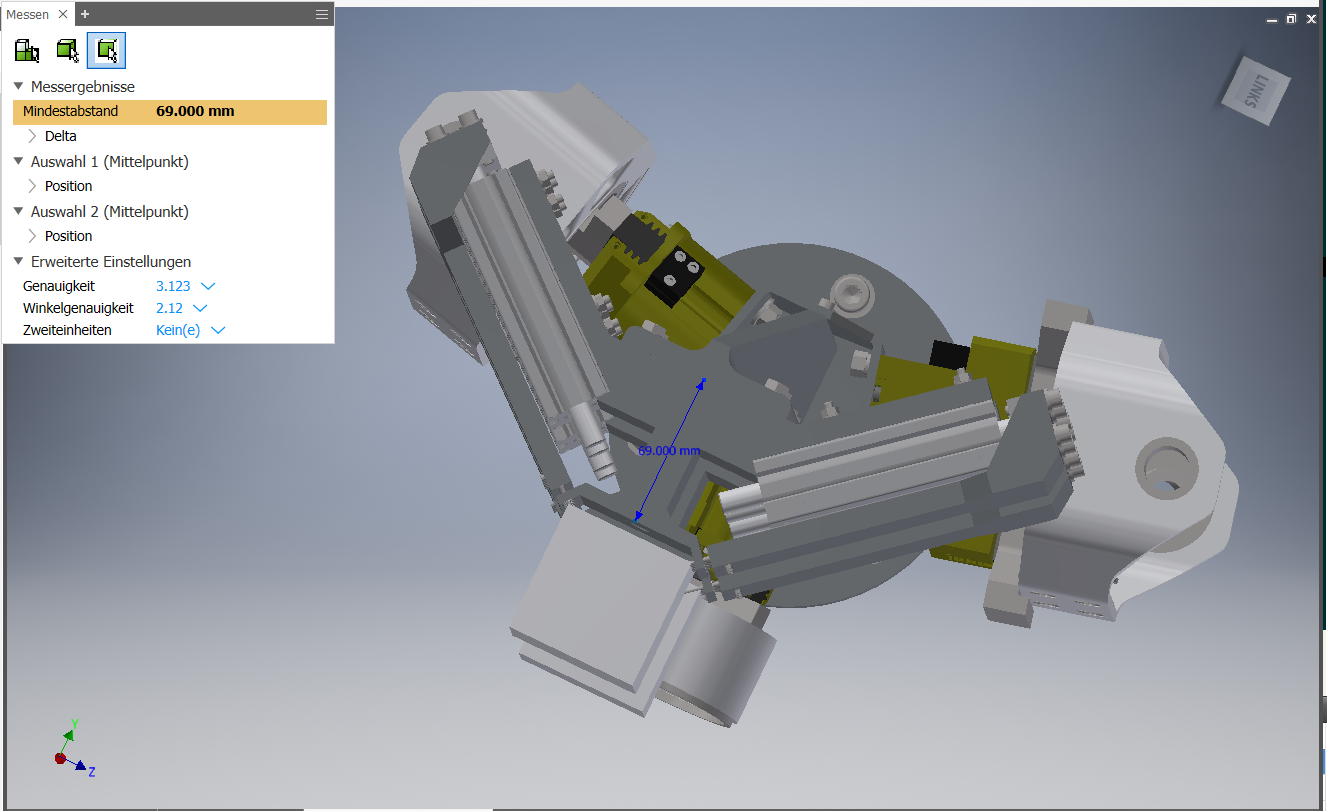 Messen
Messergebnisse
Mindestabstand 69.000 mm
Delta
Auswahl 1 (Mittelpunkt)
Position
Auswahl 2 (Mittelpunkt)
Position
Erweiterte Einstellungen
Genauigkeit 3.123
Winkelgenauigkeit 2.12
Zweiteinheiten Kein(e)
LINKS
69.000 mm
Y
Z